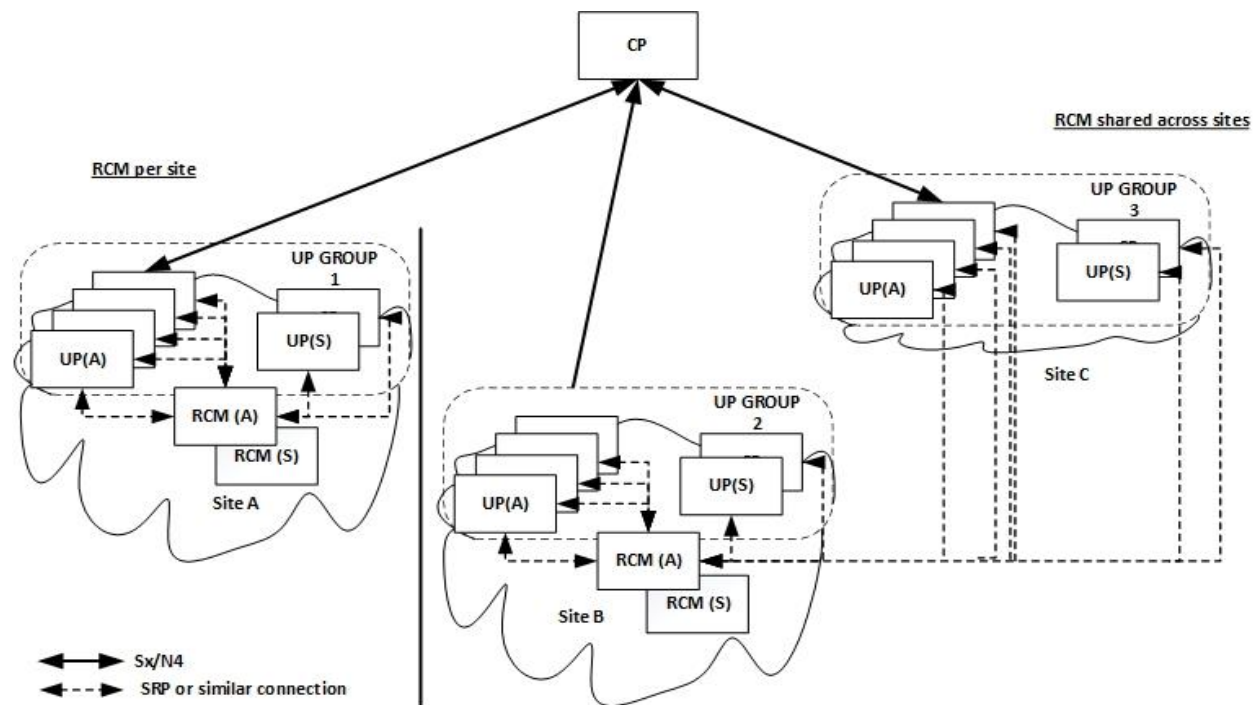 CP
RCM shared across sites
RCM per site
UP GROUP
3
UP(A)
UP(S)
Site C
UP GROUP
1
UP(A)
UP(S)
RCM (A)
RCM (S)
Site A
UP GROUP
2
UP(A)
UP(S)
RCM (A)
RCM (S)
Site B
Sx/N4
SRP or similar connection